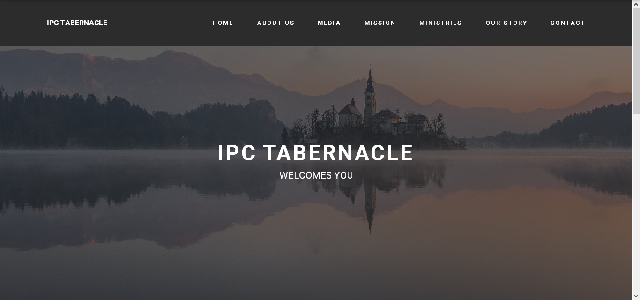 IPC TABERNACLE
HOME ABOUT US MEDIA MISSION MINISTRIES OUR STORY CONTACT
IPC TABERNACLE
WELCOMES YOU